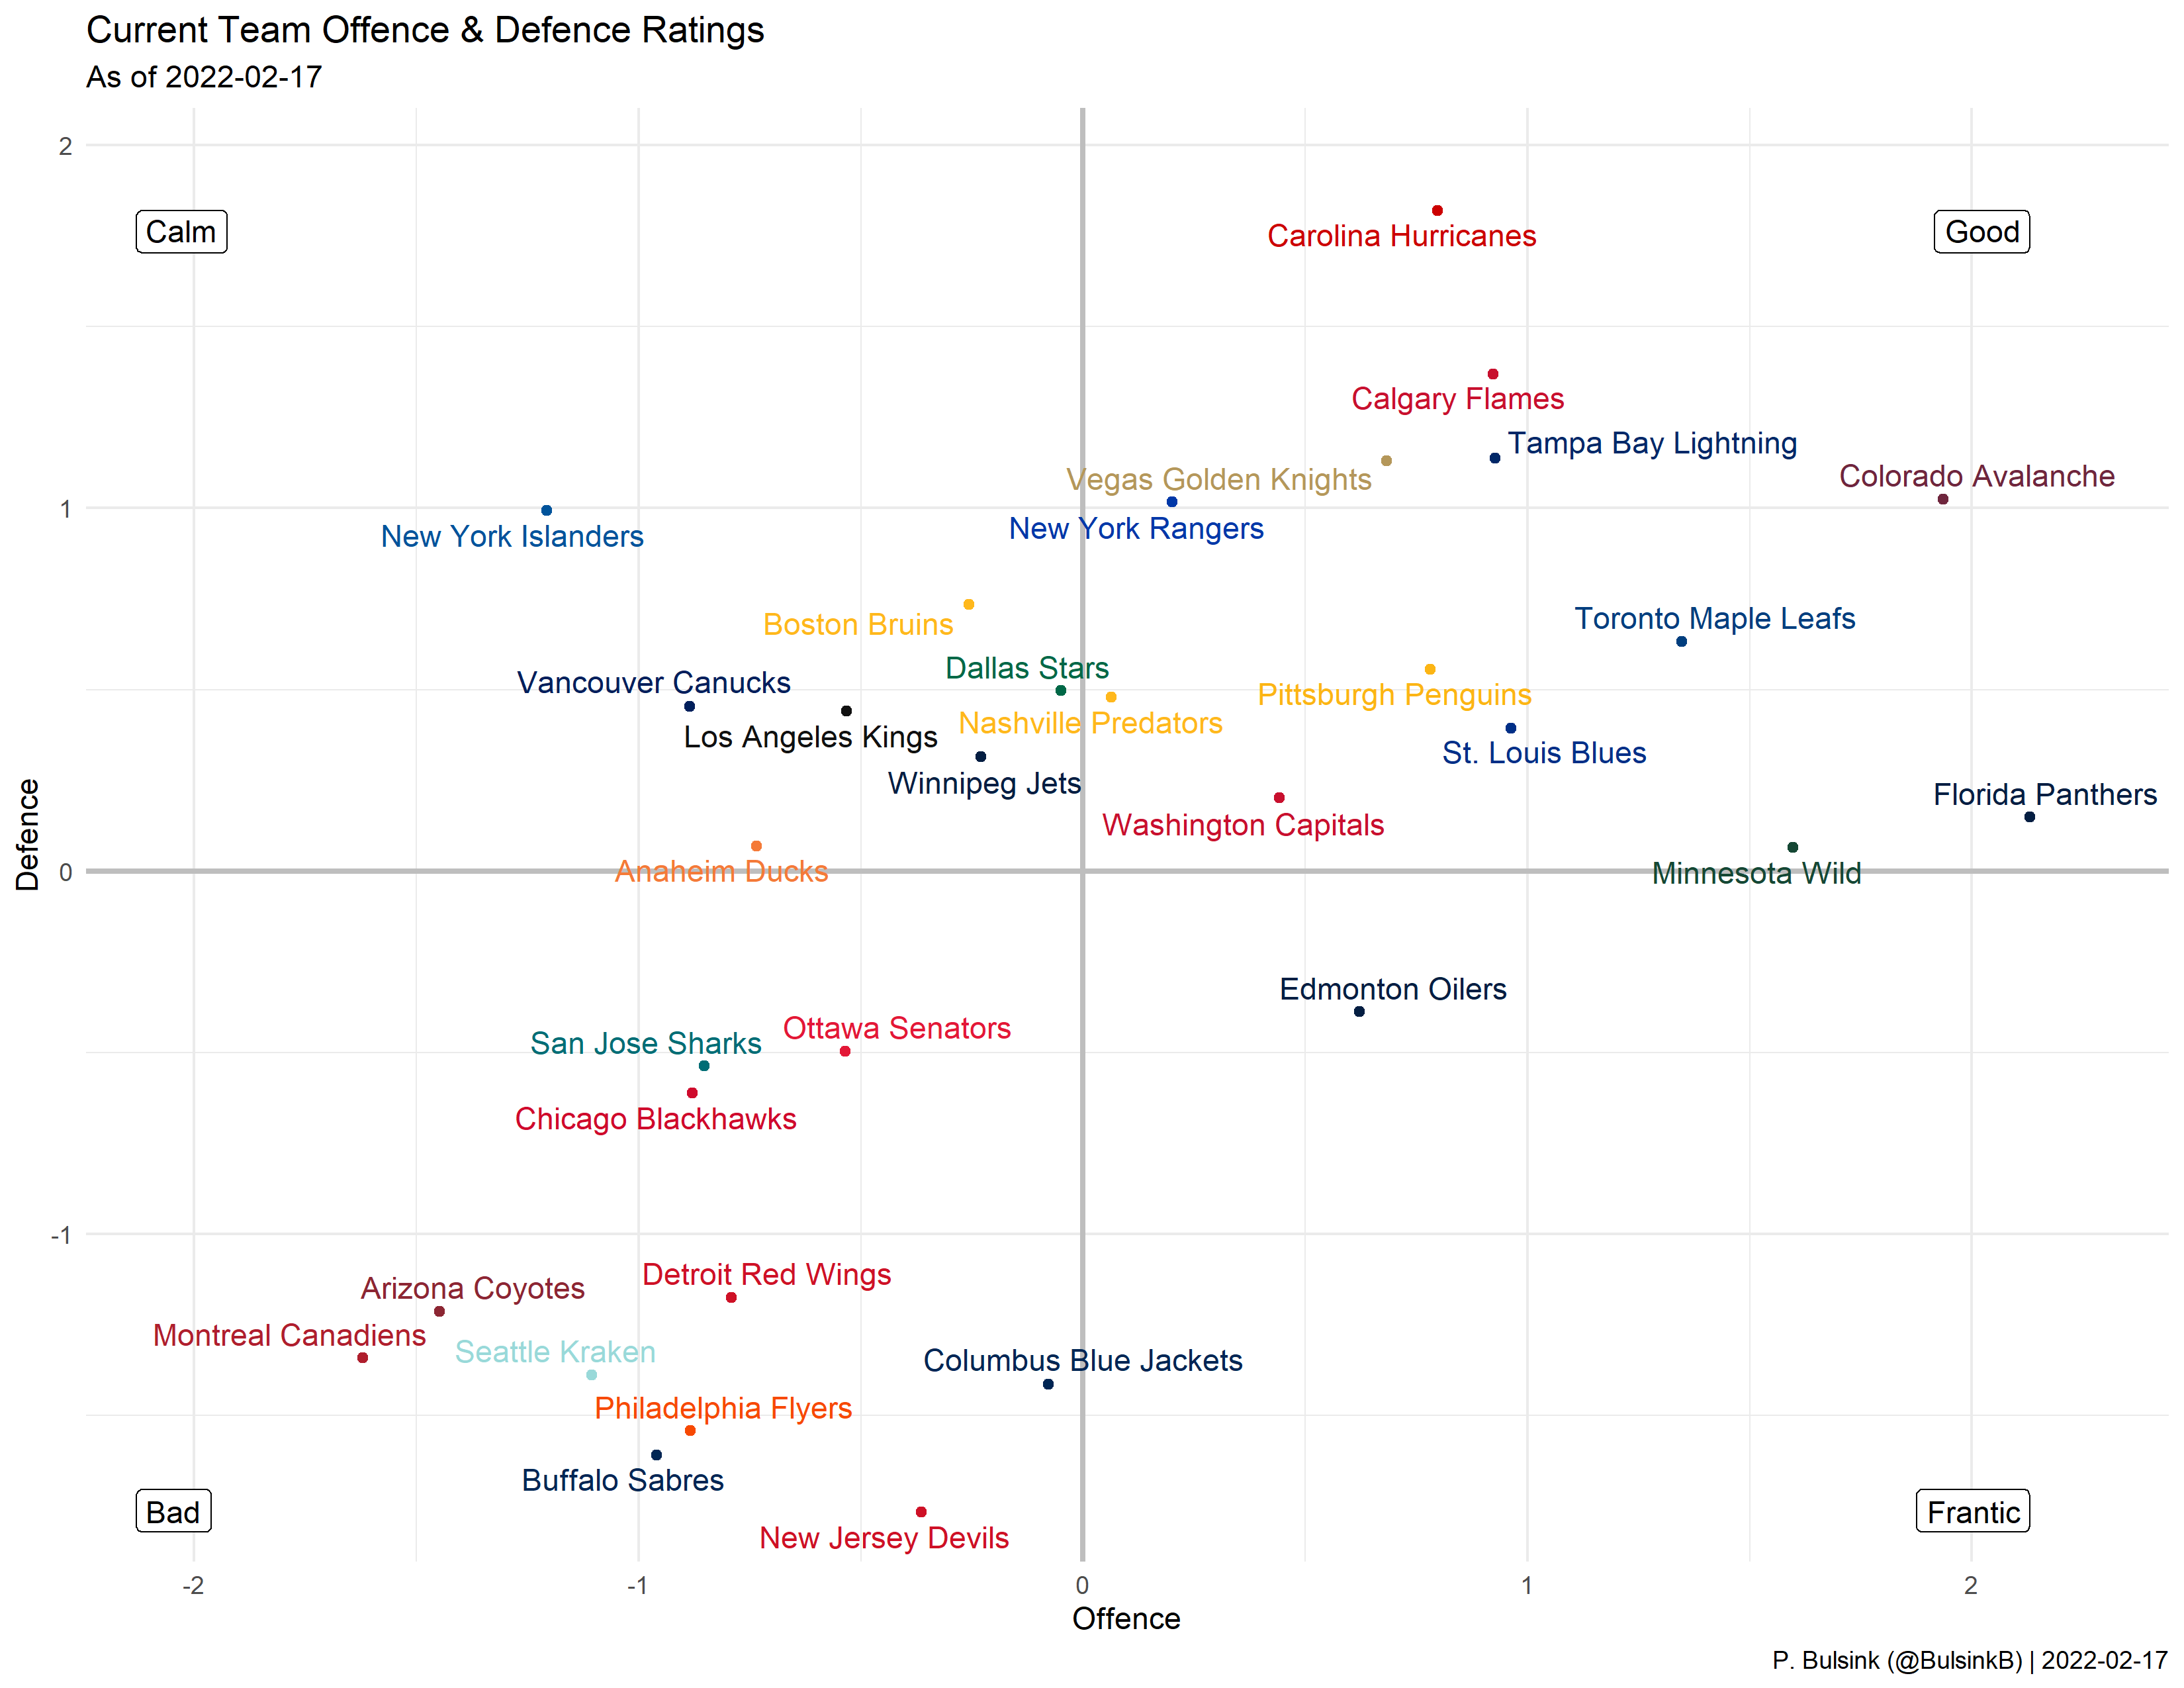 Current Team Offence & Defence Ratings
As of 2022-02-17
2
Calm
Good
Carolina Hurricanes
Calgary Flames
Tampa Bay Lightning
Vegas Golden Knights
Colorado Avalanche
1
New York Islanders
New York Rangers
Boston Bruins
Toronto Maple Leafs
Dallas Stars
Vancouver Canucks
Pittsburgh Penguins
Nashville Predators
Los Angeles Kings
St. Louis Blues
Winnipeg Jets
Florida Panthers
Washington Capitals
Defence
0
Anaheim Ducks
Minnesota Wild
Edmonton Oilers
Ottawa Senators
San Jose Sharks
Chicago Blackhawks
-1
Detroit Red Wings
Arizona Coyotes
Montreal Canadiens
Seattle Kraken
Columbus Blue Jackets
Philadelphia Flyers
Buffalo Sabres
Bad
Frantic
New Jersey Devils
-2
-1
0
1
2
Offence
P. Bulsink (@BulsinkB) | 2022-02-17